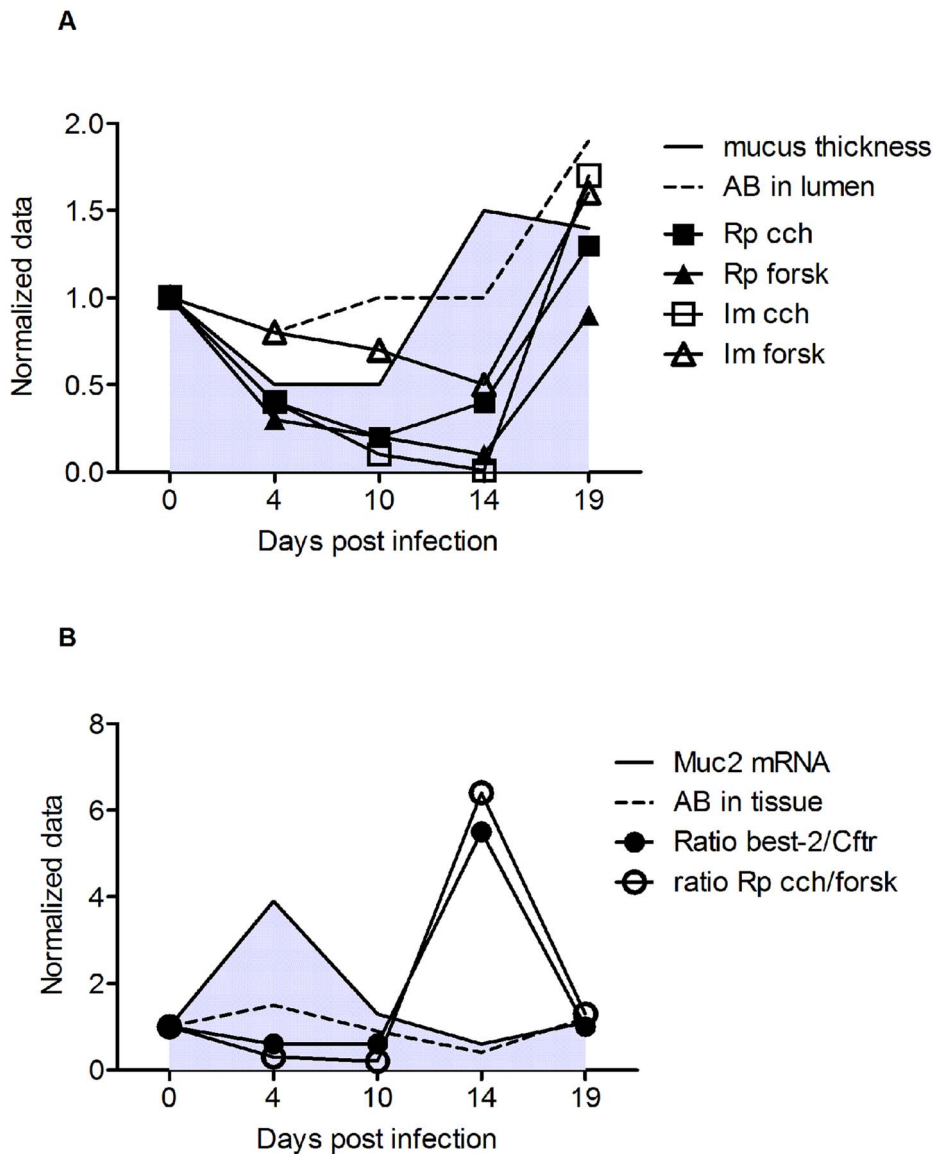 A
2.0
1.5
1.0
0.5
0.0
Normalized data
0 4 10 14 19
Days post infection
mucus thickness
AB in lumen
Rp cch
Rp forsk
Im cch
Im forsk
B
8
6
4
2
0
Normalized data
0 4 10 14 19
Days post infection
Muc2 mRNA
AB in tissue
Ratio best-2/Cftr
ratio Rp cch/forsk